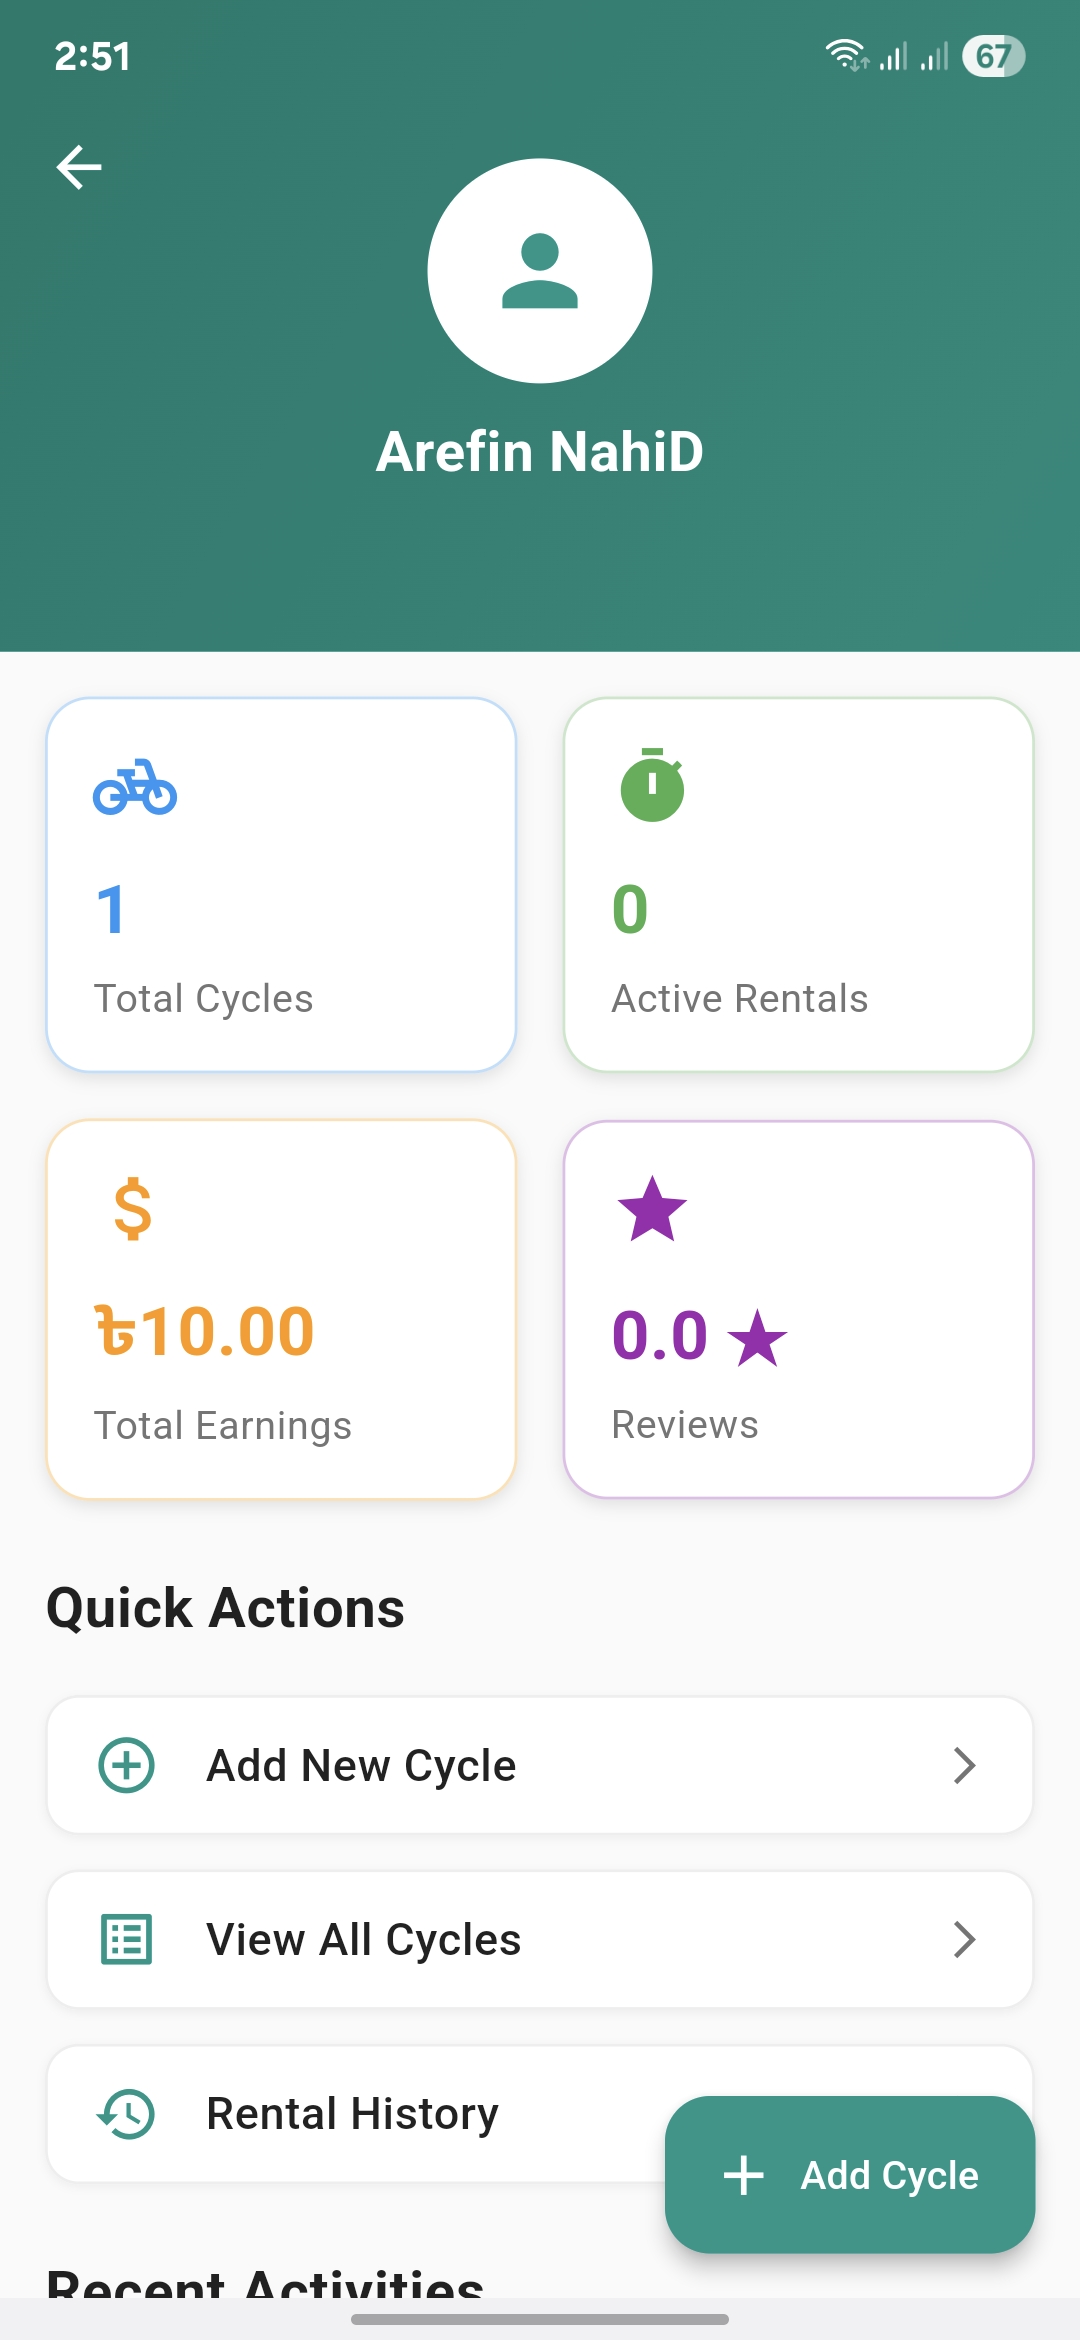 2:51
67
Arefin NahiD
1
Total Cycles
0
Active Rentals
$
৳10.00
Total Earnings
0.0 ★
Reviews
Quick Actions
Add New Cycle
View All Cycles
Rental History
Add Cycle
Recent Activities